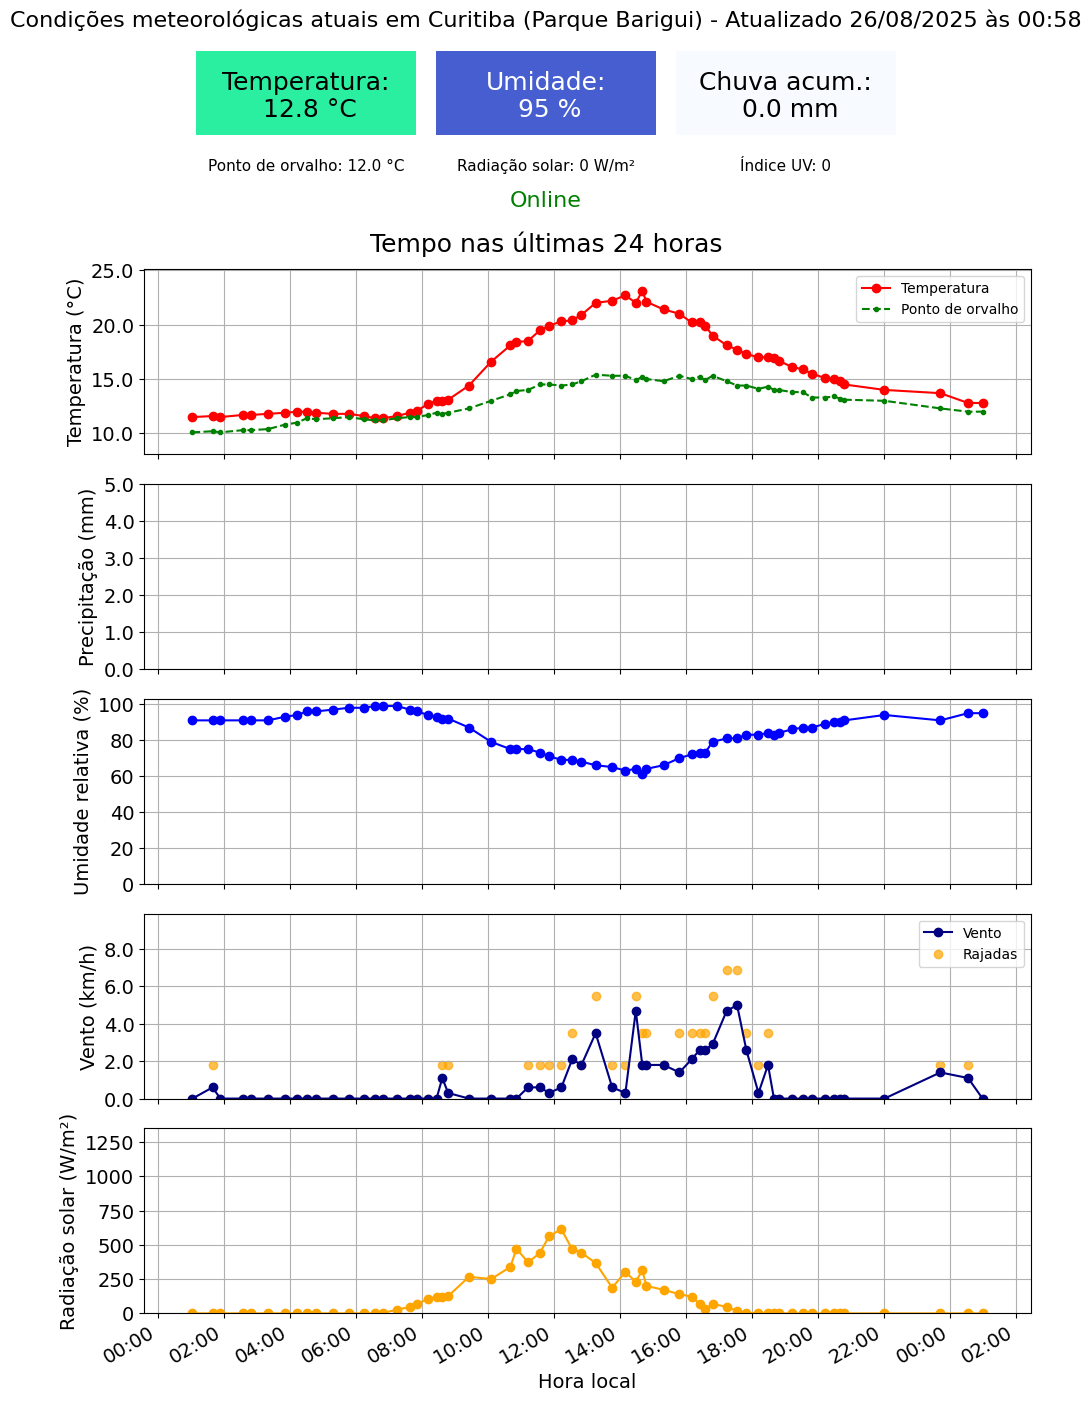 Condições meteorológicas atuais em Curitiba (Parque Barigui) - Atualizado 26/08/2025 às 00:58
Temperatura:
12.8 °C
Umidade:
95 %
Chuva acum.:
0.0 mm
Ponto de orvalho: 12.0 °C
Radiação solar: 0 W/m²
Índice UV: 0
Online
Tempo nas últimas 24 horas
Temperatura (°C)
25.0
20.0
15.0
10.0
Temperatura
Ponto de orvalho
Precipitação (mm)
5.0
4.0
3.0
2.0
1.0
0.0
Umidade relativa (%)
100
80
60
40
20
0
Vento (km/h)
8.0
6.0
4.0
2.0
0.0
Vento
Rajadas
Radiação solar (W/m²)
1250
1000
750
500
250
0
00:00
02:00
04:00
06:00
08:00
10:00
12:00
14:00
16:00
18:00
20:00
22:00
00:00
02:00
Hora local